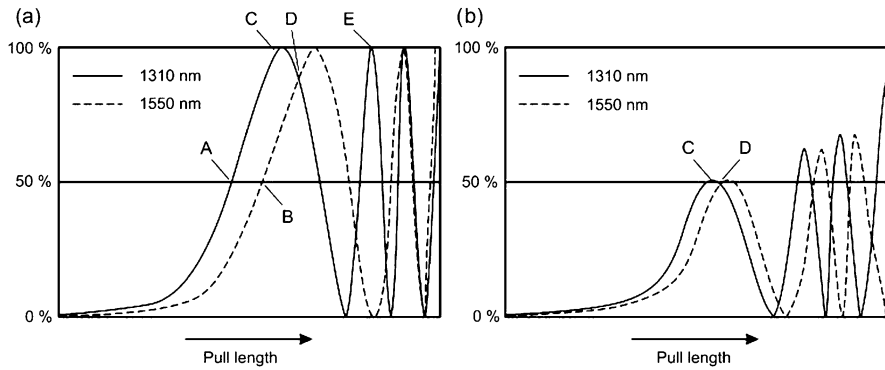 (a)
C D E
100 %
1310 nm
1550 nm
A
50 %
B
0 %
Pull length
(b)
100 %
1310 nm
1550 nm
C D
50 %
0 %
Pull length